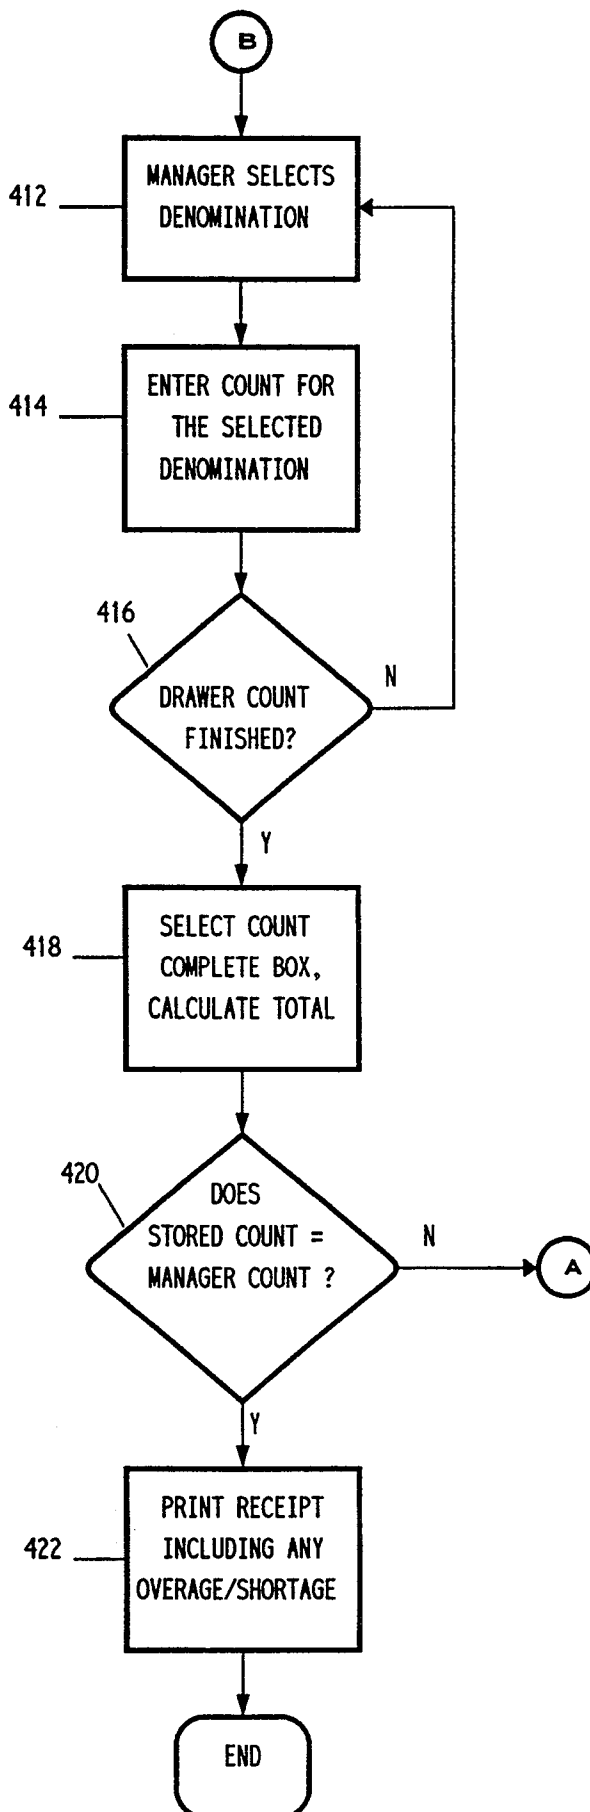 B
412
MANAGER SELECTS
DENOMINATION
414
ENTER COUNT FOR
THE SELECTED
DENOMINATION
416
DRAWER COUNT
FINISHED?
N
Y
418
SELECT COUNT
COMPLETE BOX,
CALCULATE TOTAL
420
DOES
STORED COUNT =
MANAGER COUNT ?
N
A
Y
422
PRINT RECEIPT
INCLUDING ANY
OVERAGE/SHORTAGE
END